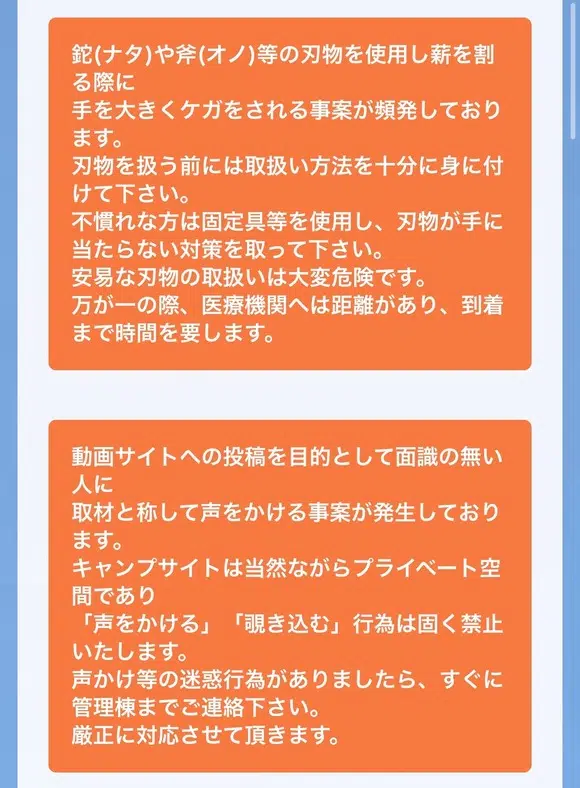 鉈(ナタ)や斧(オノ)等の刃物を使用し薪を割
る際に
手を大きくケガをされる事案が頻発しており
ます。
刃物を扱う前には取扱い方法を十分に身に付
けて下さい。
不慣れな方は固定具等を使用し、刃物が手に
当たらない対策を取って下さい。
安易な刃物の取扱いは大変危険です。
万が一の際、医療機関へは距離があり、到着
まで時間を要します。
動画サイトへの投稿を目的として面識の無い
人に
取材と称して声をかける事案が発生しており
ます。
キャンプサイトは当然ながらプライベート空
間であり
「声をかける」「覗き込む」行為は固く禁止
いたします。
声かけ等の迷惑行為がありましたら、すぐに
管理棟までご連絡下さい。
厳正に対応させて頂きます。